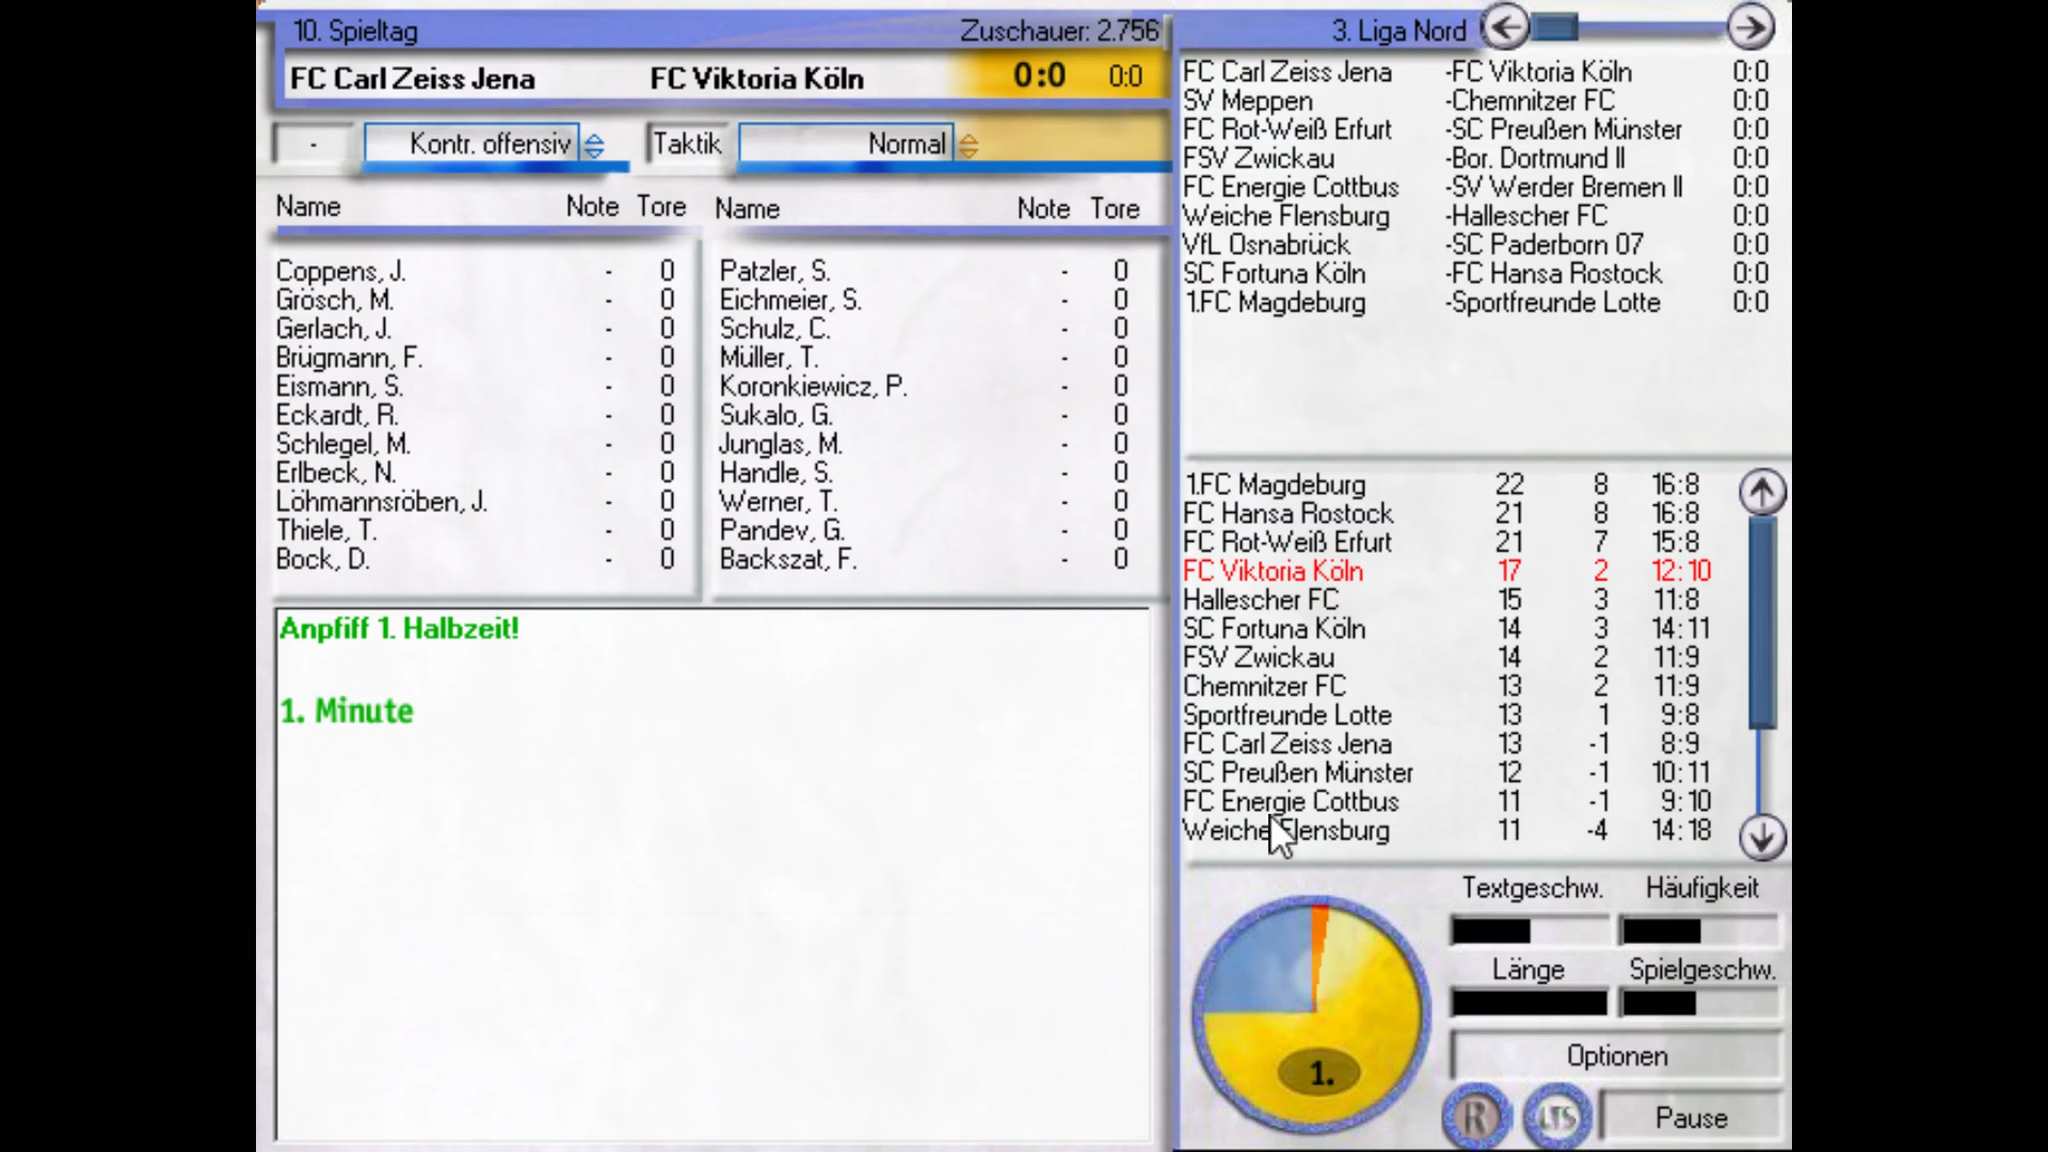 10. Spieltag Zuschauer: 2.756
FC Carl Zeiss Jena FC Viktoria Köln 0:0 0:0
- Kontr. offensiv Taktik Normal
Name Note Tore Name Note Tore
Coppens, J. - 0 Patzler, S. - 0
Grösch, M. - 0 Eichmeier, S. - 0
Gerlach, J. - 0 Schulz, C. - 0
Brügmann, F. - 0 Müller, T. - 0
Eismann, S. - 0 Koronkiewicz, P. - 0
Eckardt, R. - 0 Sukalo, G. - 0
Schlegel, M. - 0 Junglas, M. - 0
Erlbeck, N. - 0 Handle, S. - 0
Löhmannsröben, J. - 0 Werner, T. - 0
Thiele, T. - 0 Pandev, G. - 0
Bock, D. - 0 Backszat, F. - 0
Anpfiff 1. Halbzeit!
1. Minute
3. Liga Nord
FC Carl Zeiss Jena -FC Viktoria Köln 0:0
SV Meppen -Chemnitzer FC 0:0
FC Rot-Weiß Erfurt -SC Preußen Münster 0:0
FSV Zwickau -Bor. Dortmund II 0:0
FC Energie Cottbus -SV Werder Bremen II 0:0
Weiche Flensburg -Hallescher FC 0:0
VfL Osnabrück -SC Paderborn 07 0:0
SC Fortuna Köln -FC Hansa Rostock 0:0
1.FC Magdeburg -Sportfreunde Lotte 0:0
1.FC Magdeburg 22 8 16:8
FC Hansa Rostock 21 8 16:8
FC Rot-Weiß Erfurt 21 7 15:8
FC Viktoria Köln 17 2 12:10
Hallescher FC 15 3 11:8
SC Fortuna Köln 14 3 14:11
FSV Zwickau 14 2 11:9
Chemnitzer FC 13 2 11:9
Sportfreunde Lotte 13 1 9:8
FC Carl Zeiss Jena 13 -1 8:9
SC Preußen Münster 12 -1 10:11
FC Energie Cottbus 11 -1 9:10
Weiche Flensburg 11 -4 14:18
Textgeschw. Häufigkeit
Länge Spielgeschw.
1.
Optionen
R LTS Pause